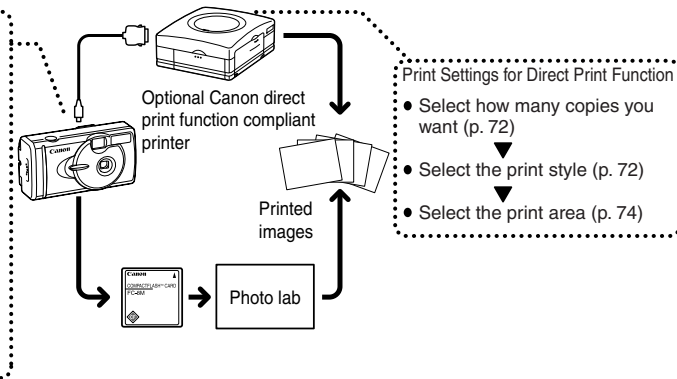 Optional Canon direct
print function compliant
printer
Canon
Printed
images
Canon
COMPACTFLASH™ CARD
FC-8M
Photo lab
Print Settings for Direct Print Function
● Select how many copies you
want (p. 72)
▼
● Select the print style (p. 72)
▼
● Select the print area (p. 74)